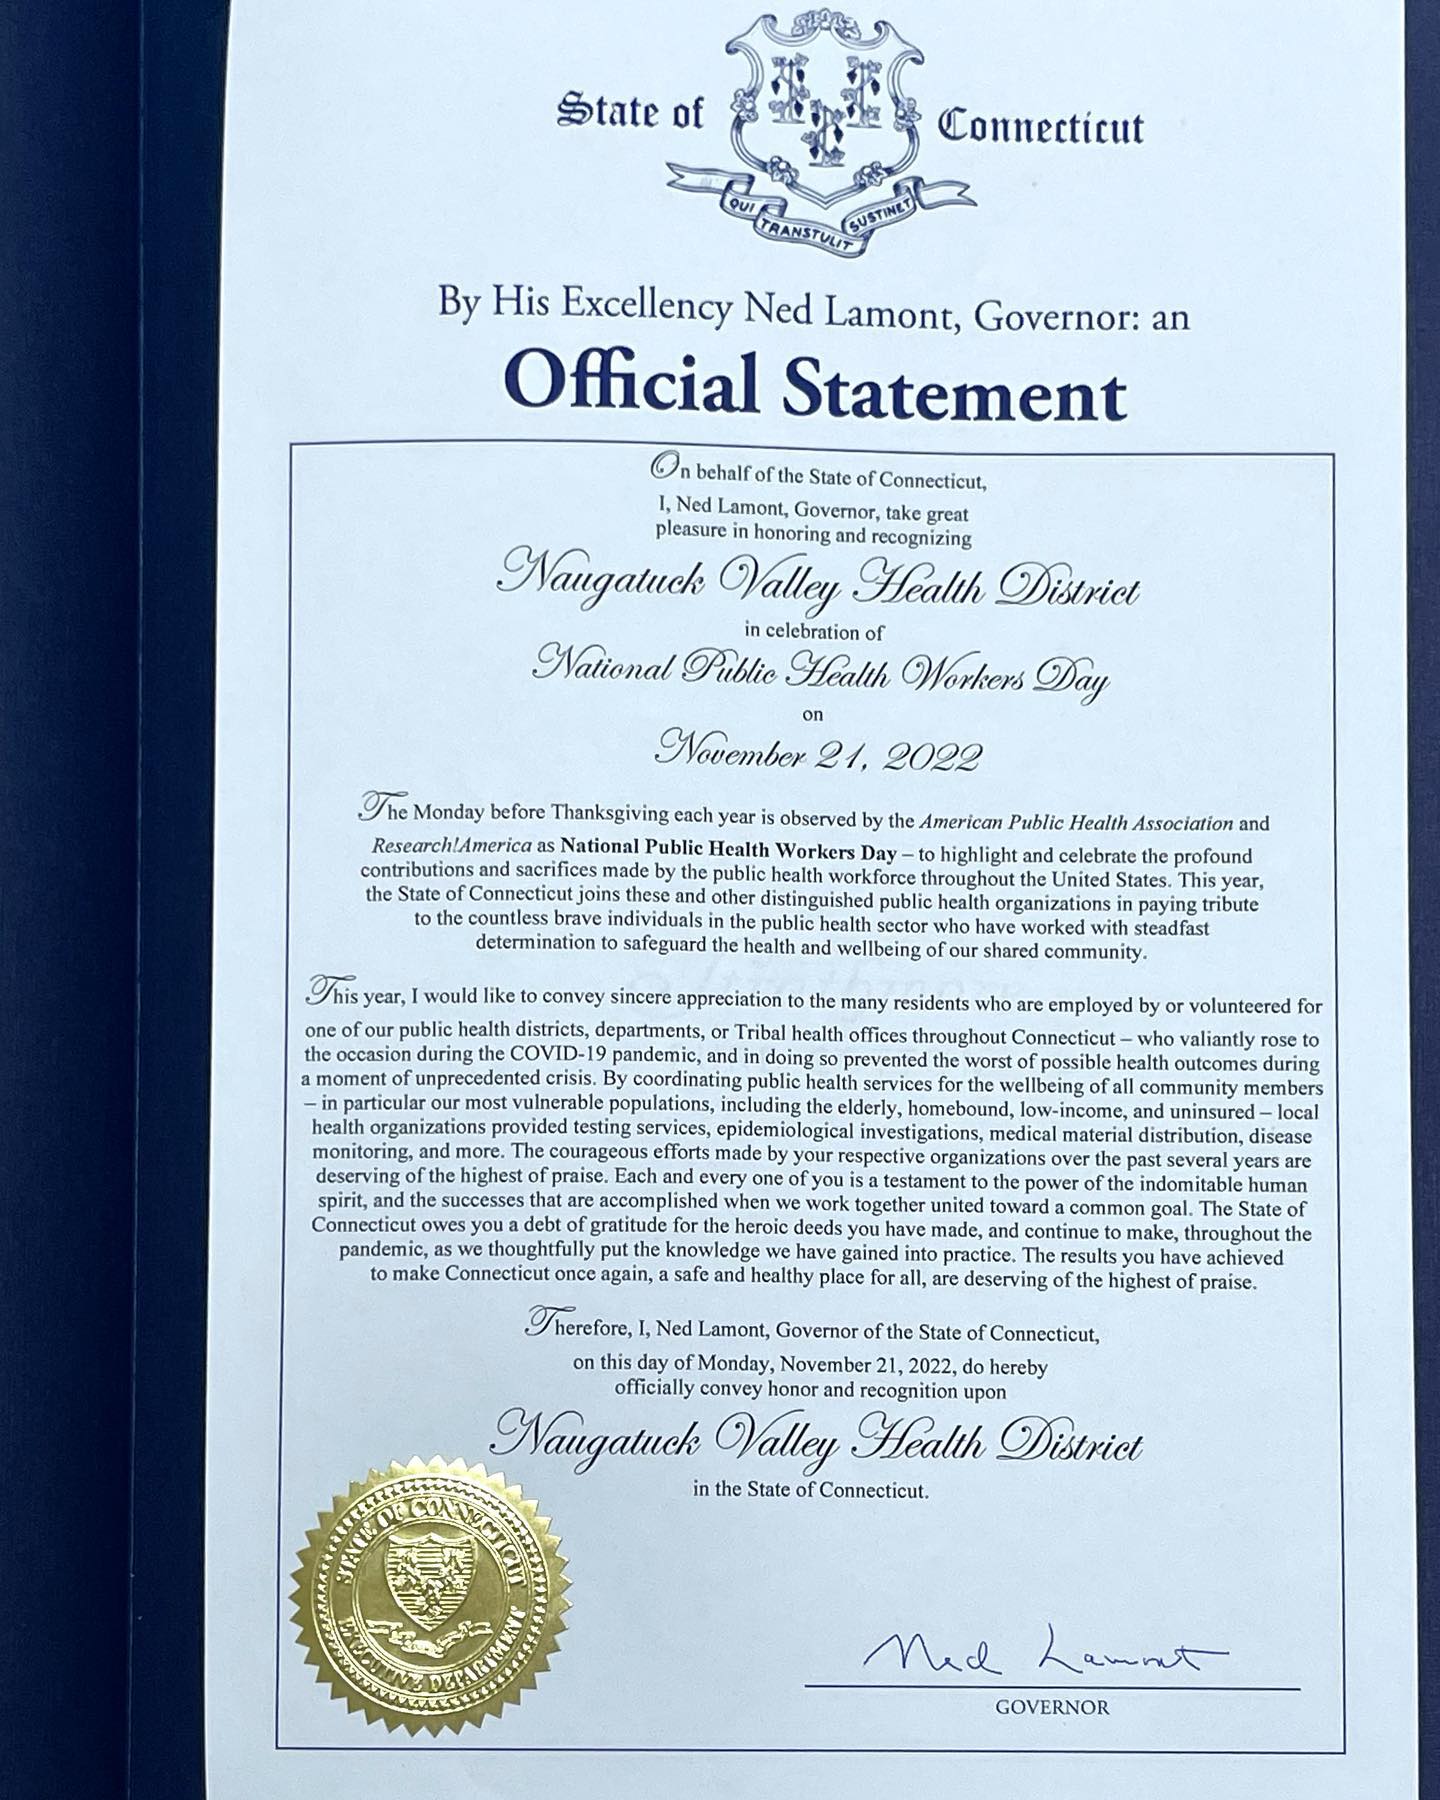 State of Connecticut
QUI TRANSTULIT SUSTINET
By His Excellency Ned Lamont, Governor: an
Official Statement
On behalf of the State of Connecticut,
I, Ned Lamont, Governor, take great
pleasure in honoring and recognizing
Naugatuck Valley Health District
in celebration of
National Public Health Workers Day
on
November 21, 2022
The Monday before Thanksgiving each year is observed by the American Public Health Association and
Research!America as National Public Health Workers Day – to highlight and celebrate the profound
contributions and sacrifices made by the public health workforce throughout the United States. This year,
the State of Connecticut joins these and other distinguished public health organizations in paying tribute
to the countless brave individuals in the public health sector who have worked with steadfast
determination to safeguard the health and wellbeing of our shared community.
This year, I would like to convey sincere appreciation to the many residents who are employed by or volunteered for
one of our public health districts, departments, or Tribal health offices throughout Connecticut – who valiantly rose to
the occasion during the COVID-19 pandemic, and in doing so prevented the worst of possible health outcomes during
a moment of unprecedented crisis. By coordinating public health services for the wellbeing of all community members
– in particular our most vulnerable populations, including the elderly, homebound, low-income, and uninsured – local
health organizations provided testing services, epidemiological investigations, medical material distribution, disease
monitoring, and more. The courageous efforts made by your respective organizations over the past several years are
deserving of the highest of praise. Each and every one of you is a testament to the power of the indomitable human
spirit, and the successes that are accomplished when we work together united toward a common goal. The State of
Connecticut owes you a debt of gratitude for the heroic deeds you have made, and continue to make, throughout the
pandemic, as we thoughtfully put the knowledge we have gained into practice. The results you have achieved
to make Connecticut once again, a safe and healthy place for all, are deserving of the highest of praise.
Therefore, I, Ned Lamont, Governor of the State of Connecticut,
on this day of Monday, November 21, 2022, do hereby
officially convey honor and recognition upon
Naugatuck Valley Health District
in the State of Connecticut.
STATE OF CONNECTICUT
EXECUTIVE DEPARTMENT
Ned Lamont
GOVERNOR